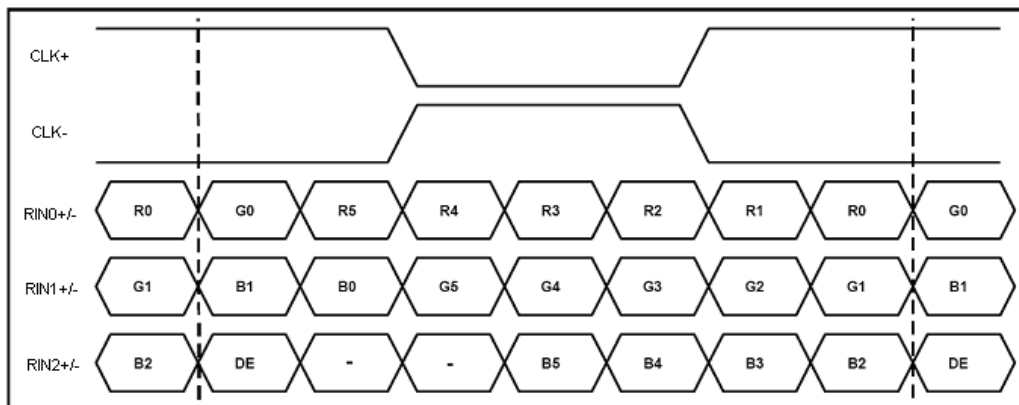 CLK+
CLK-
RIN0+/- R0 G0 R5 R4 R3 R2 R1 R0 G0
RIN1+/- G1 B1 B0 G5 G4 G3 G2 G1 B1
RIN2+/- B2 DE - - B5 B4 B3 B2 DE